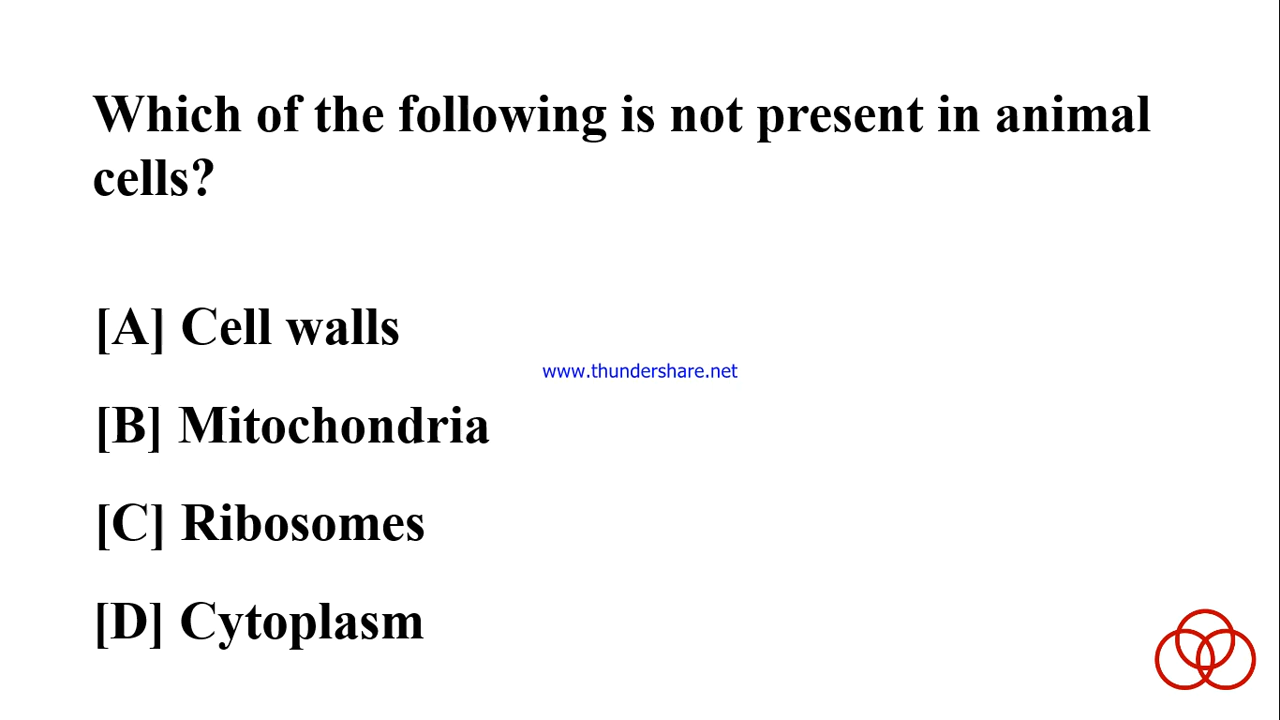 Which of the following is not present in animal
cells?
[A] Cell walls
www.thundershare.net
[B] Mitochondria
[C] Ribosomes
[D] Cytoplasm